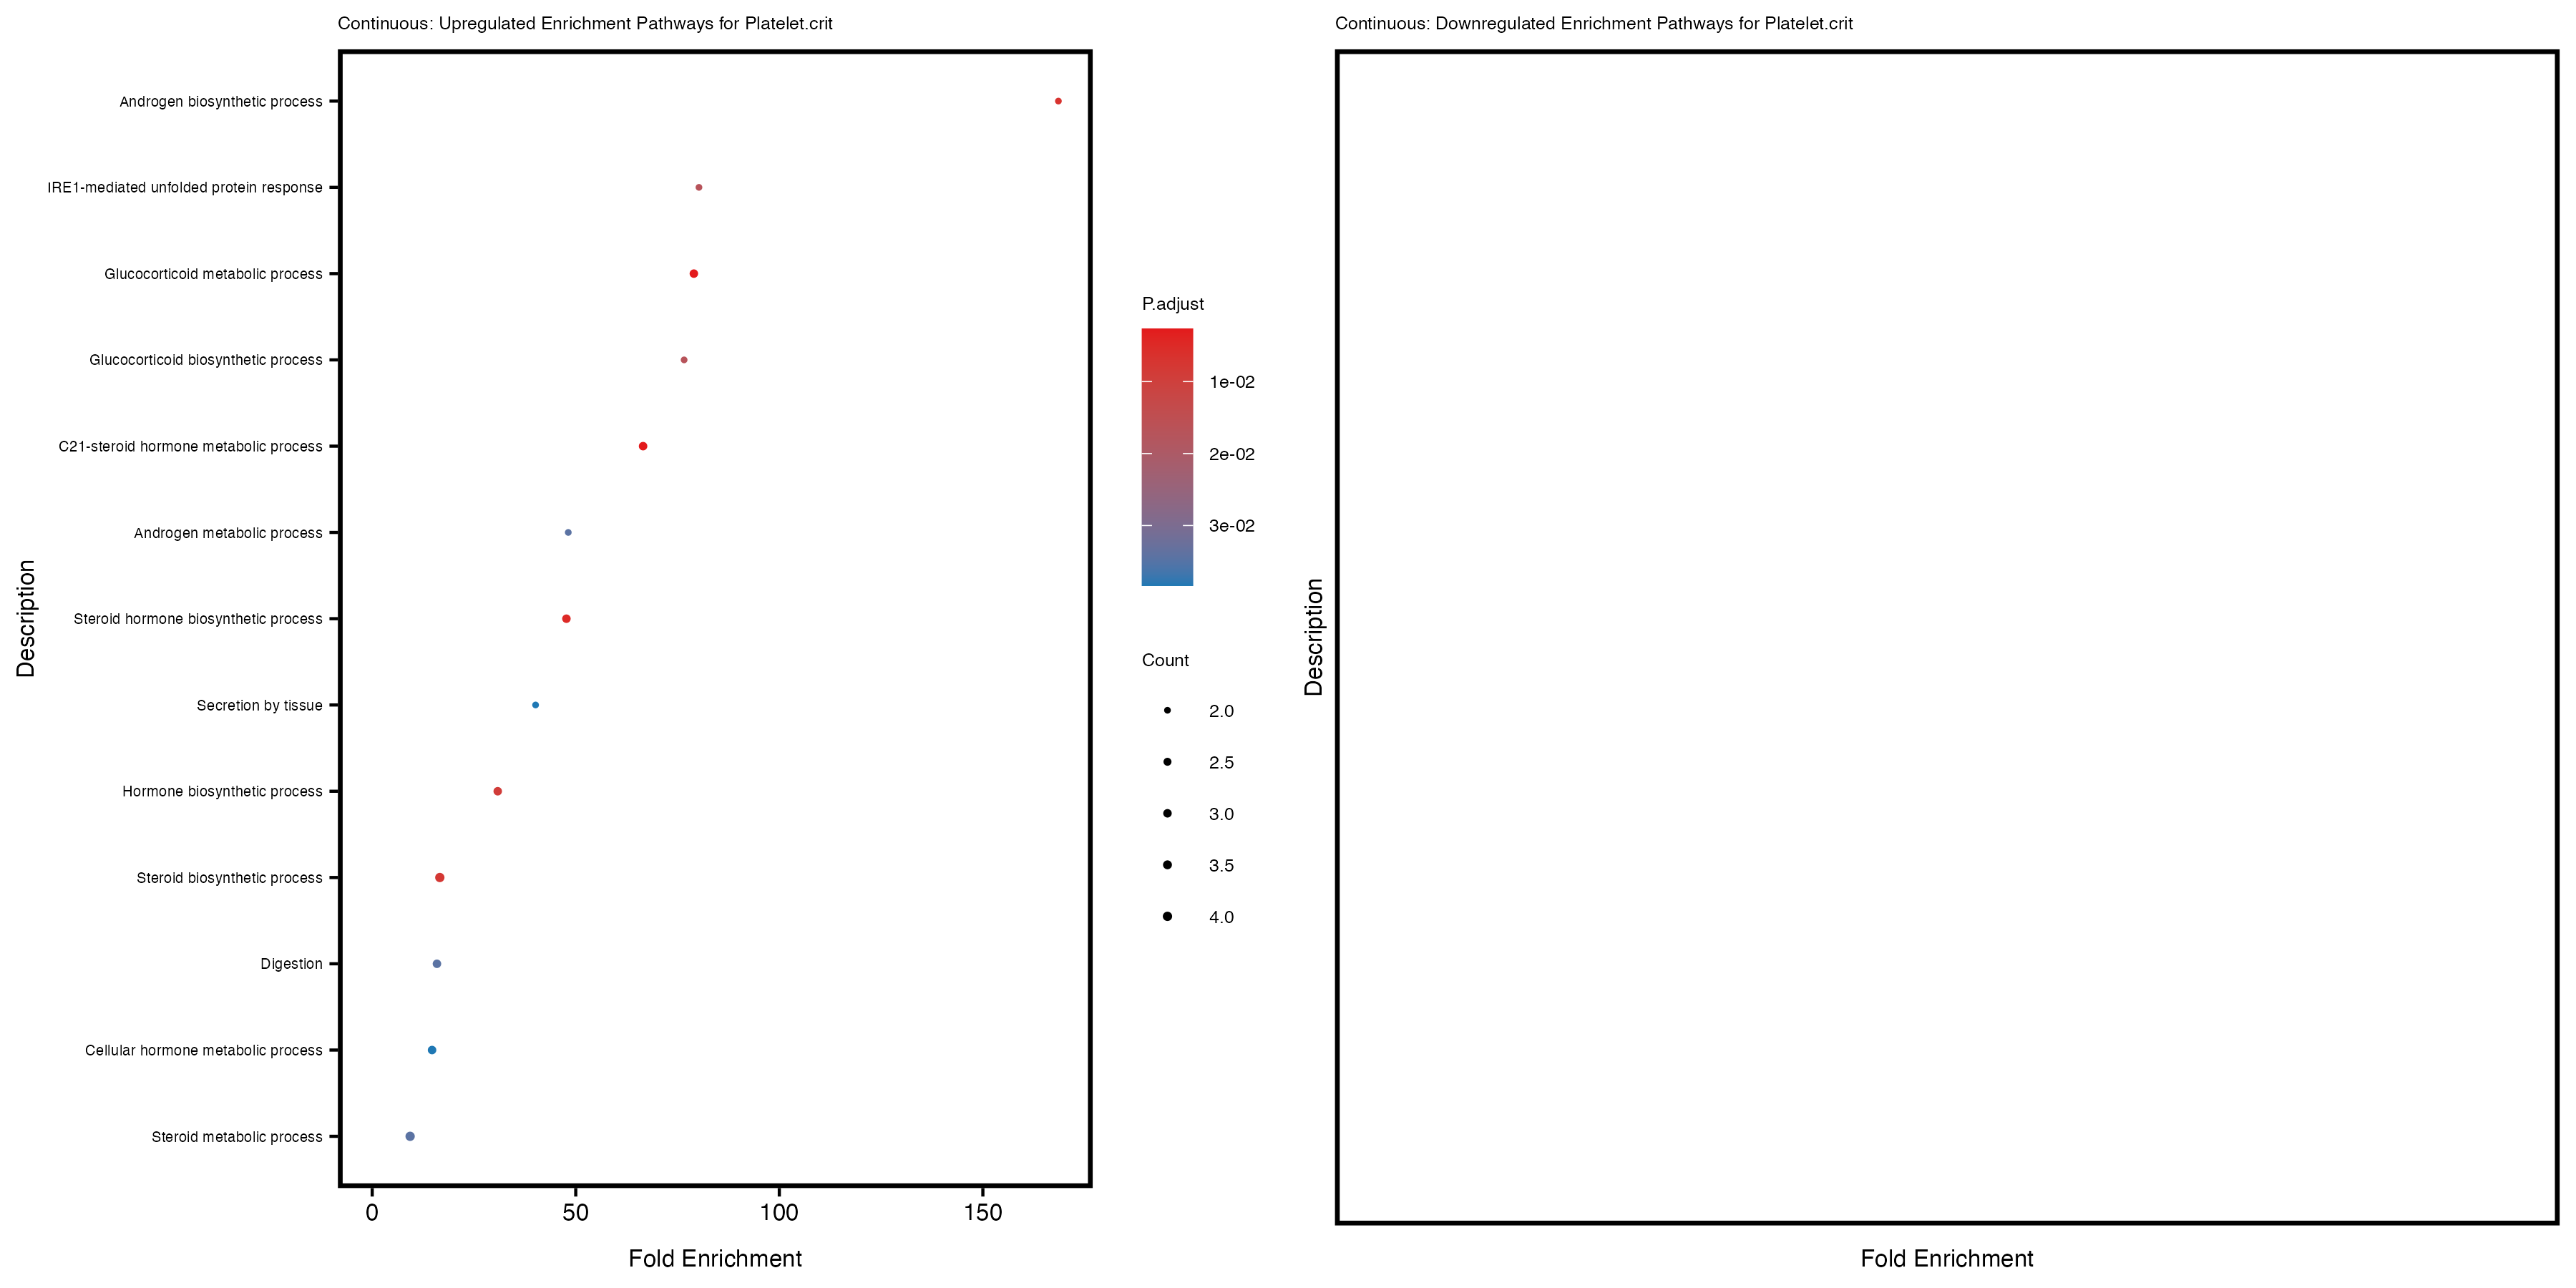 Continuous: Upregulated Enrichment Pathways for Platelet.crit
Description
Androgen biosynthetic process
IRE1-mediated unfolded protein response
Glucocorticoid metabolic process
Glucocorticoid biosynthetic process
C21-steroid hormone metabolic process
Androgen metabolic process
Steroid hormone biosynthetic process
Secretion by tissue
Hormone biosynthetic process
Steroid biosynthetic process
Digestion
Cellular hormone metabolic process
Steroid metabolic process
0 50 100 150
Fold Enrichment
P.adjust
1e-02
2e-02
3e-02
Count
2.0
2.5
3.0
3.5
4.0
Continuous: Downregulated Enrichment Pathways for Platelet.crit
Description
Fold Enrichment